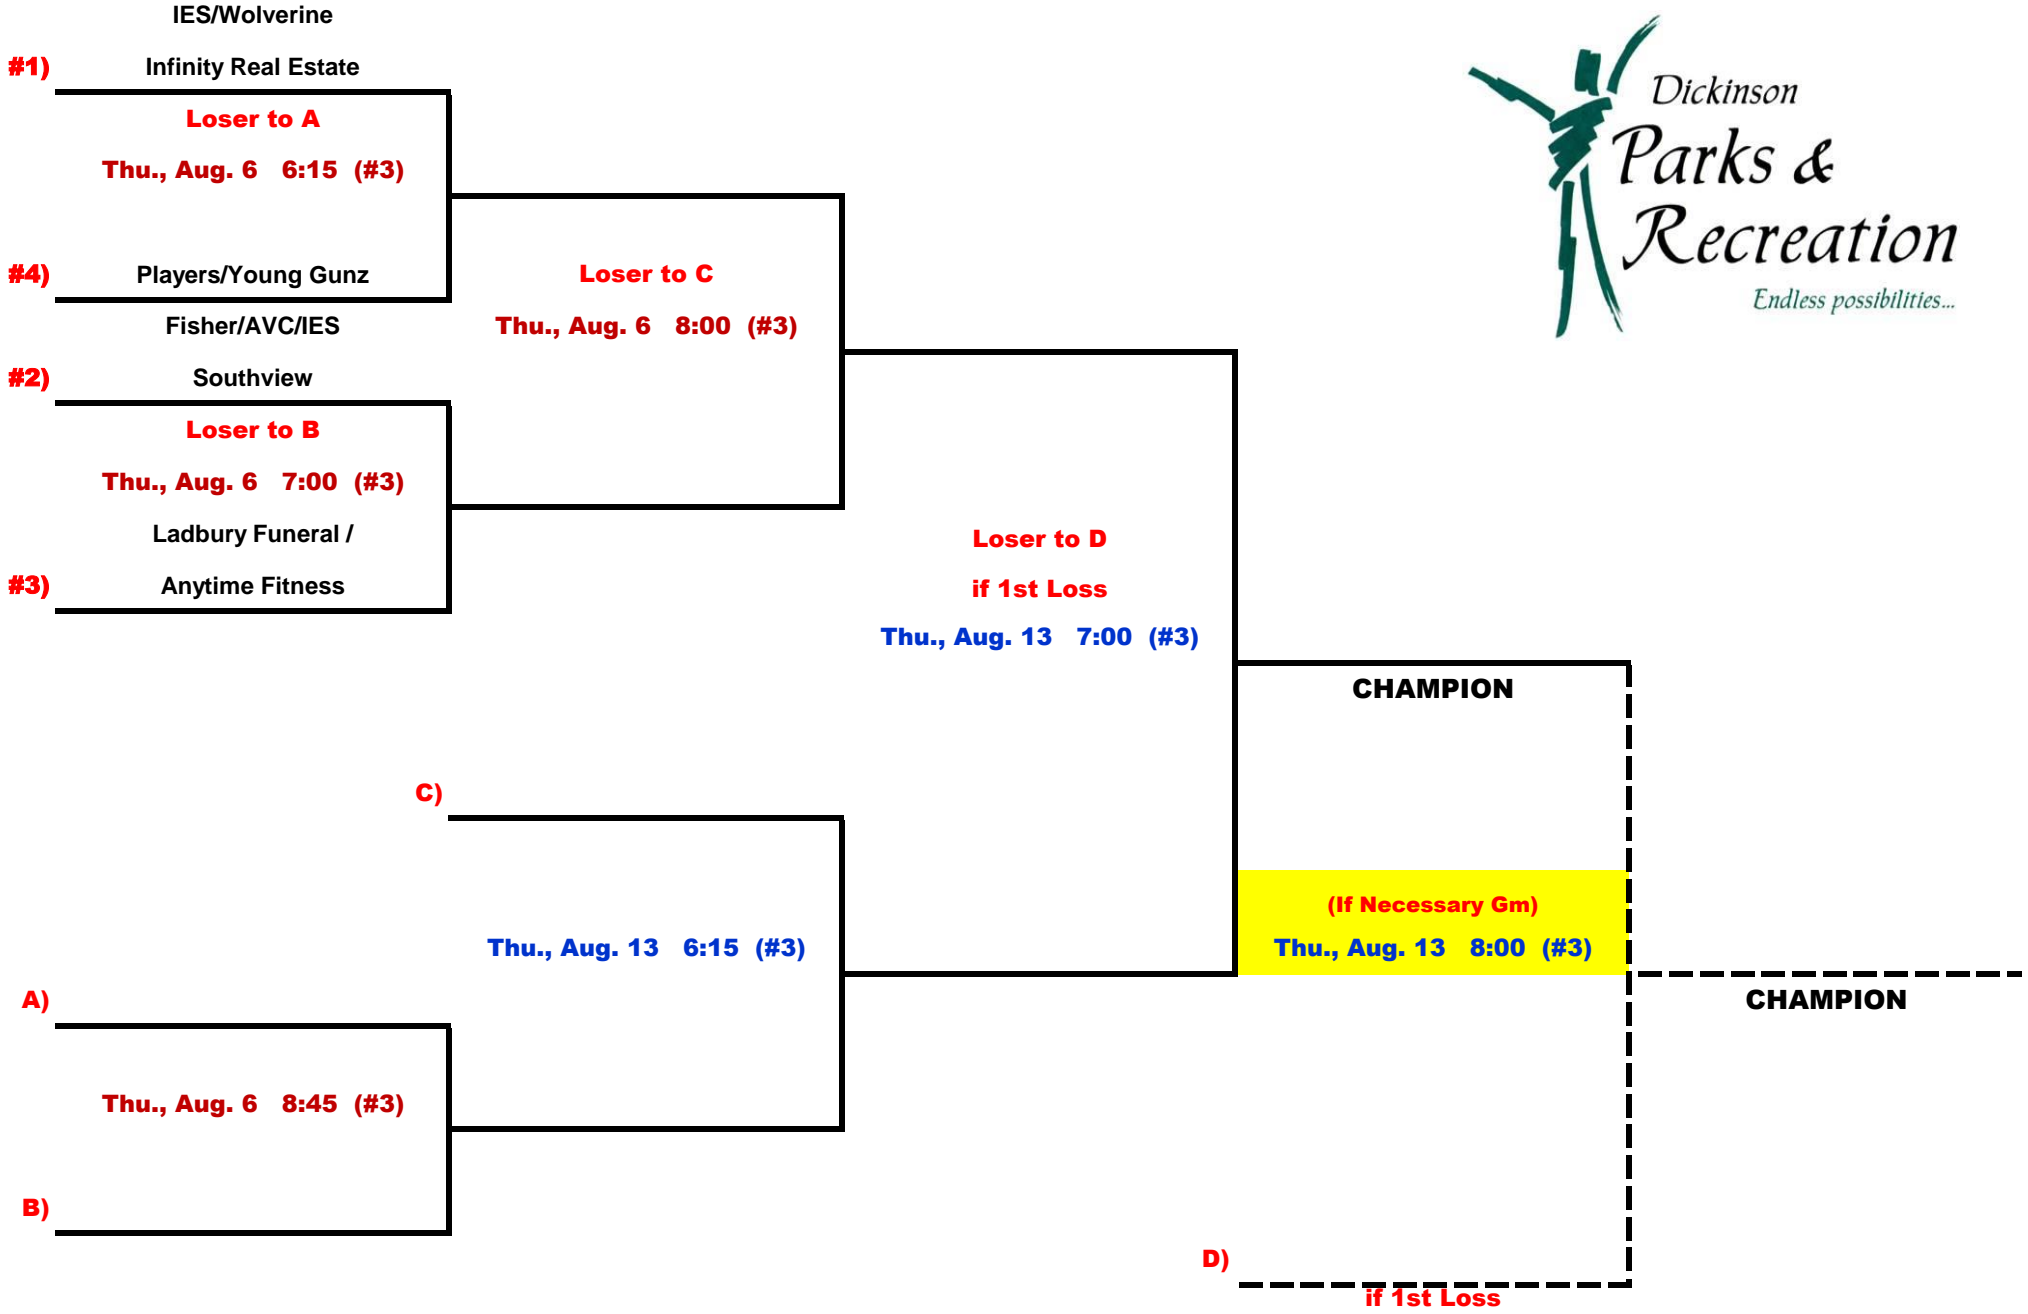 IES/Wolverine
#1) Infinity Real Estate
Loser to A
Thu., Aug. 6 6:15 (#3)
#4) Players/Young Gunz
Fisher/AVC/IES
#2) Southview
Loser to B
Thu., Aug. 6 7:00 (#3)
Ladbury Funeral /
#3) Anytime Fitness
Loser to C
Thu., Aug. 6 8:00 (#3)
Dickinson
Parks &
Recreation
Endless possibilities...
Loser to D
if 1st Loss
Thu., Aug. 13 7:00 (#3)
CHAMPION
C)
Thu., Aug. 13 6:15 (#3)
(If Necessary Gm)
Thu., Aug. 13 8:00 (#3)
CHAMPION
A)
Thu., Aug. 6 8:45 (#3)
B)
D)
if 1st Loss